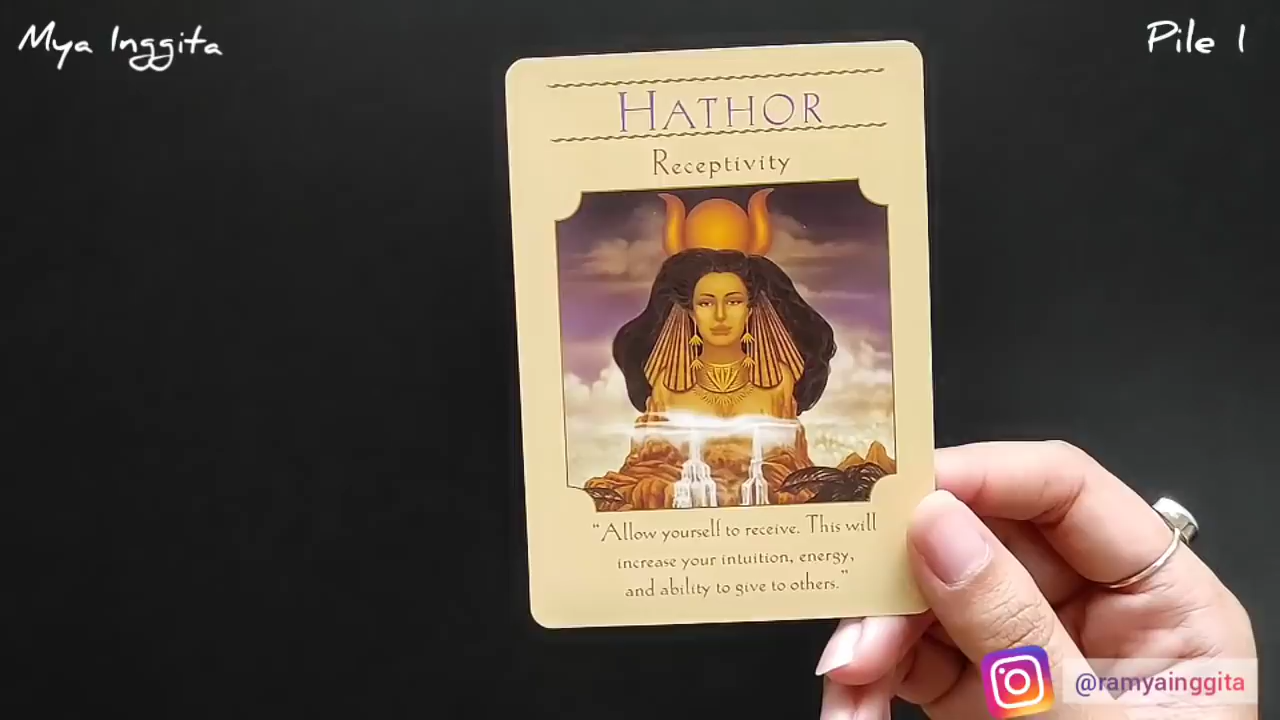 Mya Inggita
Pile 1
HATHOR
Receptivity
"Allow yourself to receive. This will
increase your intuition, energy,
and ability to give to others."
@ramyainggita